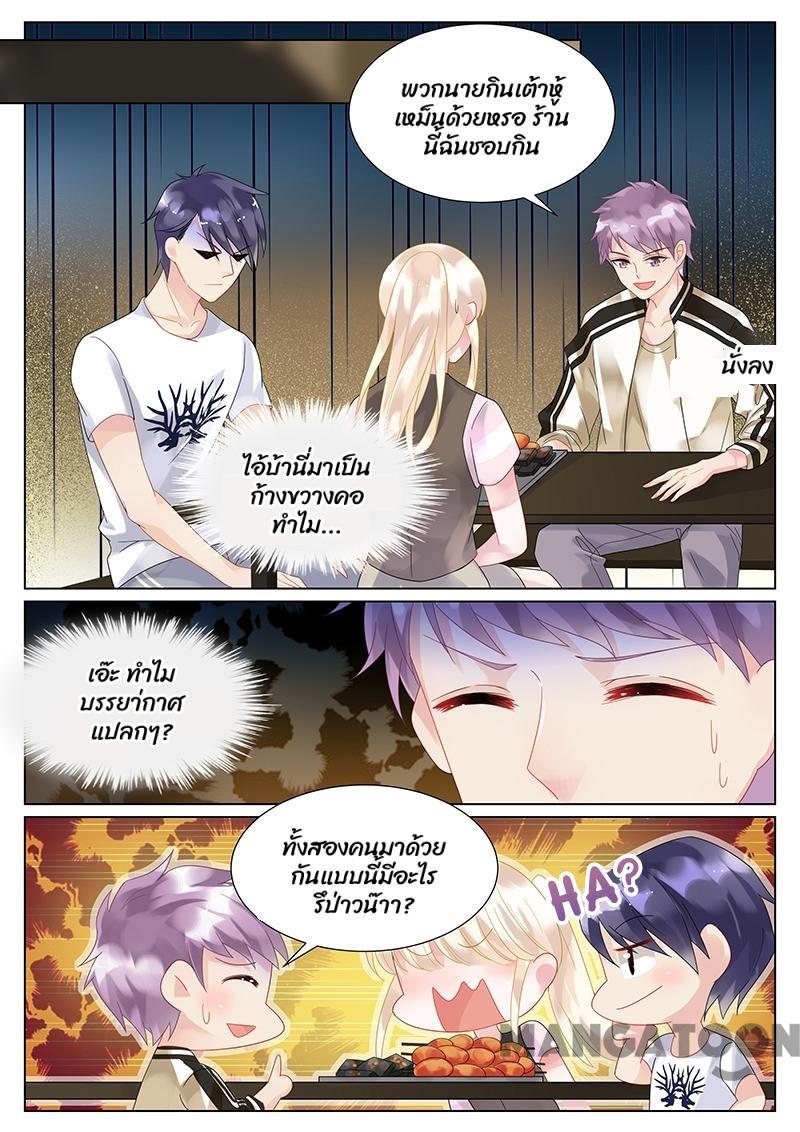 พวกนายกินเต้าหู้
เหม็นด้วยหรอ ร้าน
นี้ฉันชอบกิน
นั่งลง
ไอ้บ้านี่มาเป็น
ก้างขวางคอ
ทำไม...
เอ๊ะ ทำไม
บรรยา่กาศ
แปลกๆ?
ทั้งสองคนมาด้วย
กันแบบนี้มีอะไร
รึป่าวน๊าา?
HA?
MANGATOON